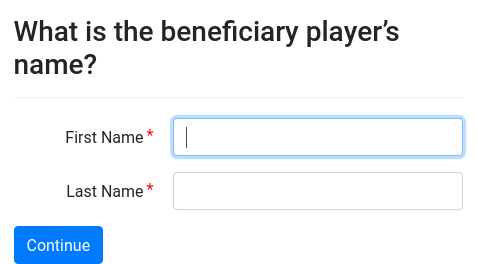 What is the beneficiary player’s
name?
First Name *
Last Name *
Continue